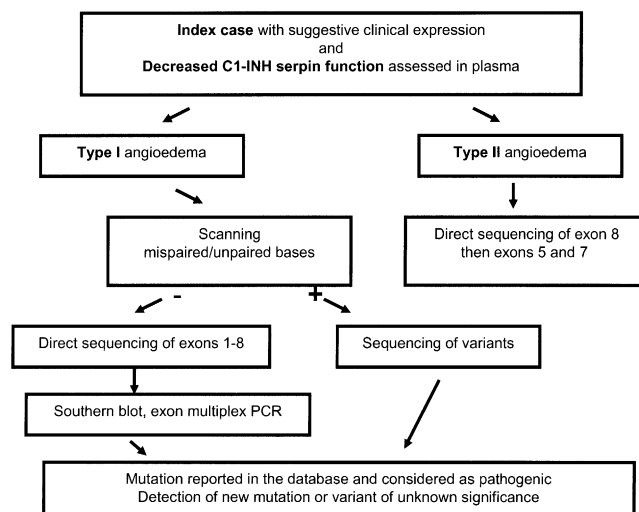 Index case with suggestive clinical expression
and
Decreased C1-INH serpin function assessed in plasma
Type I angioedema
Type II angioedema
Scanning
mispaired/unpaired bases
Direct sequencing of exon 8
then exons 5 and 7
-
+
Direct sequencing of exons 1-8
Sequencing of variants
Southern blot, exon multiplex PCR
Mutation reported in the database and considered as pathogenic
Detection of new mutation or variant of unknown significance